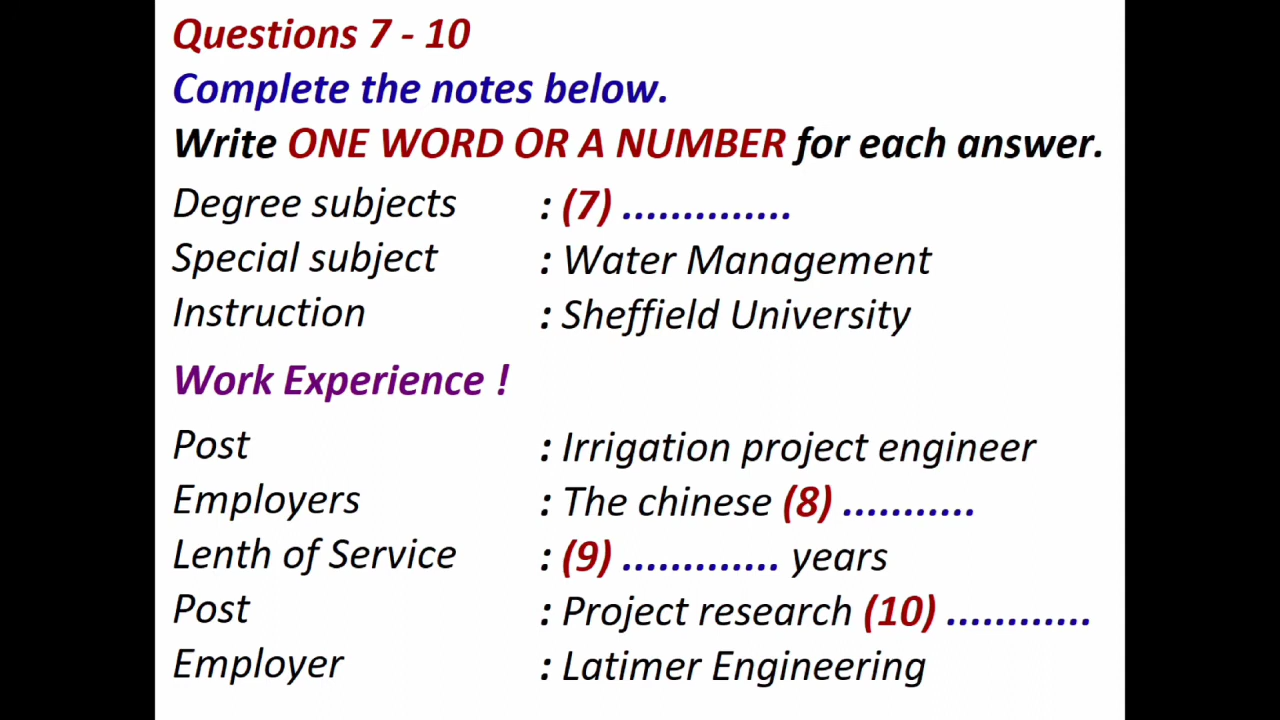 Questions 7 - 10
Complete the notes below.
Write ONE WORD OR A NUMBER for each answer.
Degree subjects : (7) ..............
Special subject : Water Management
Instruction : Sheffield University
Work Experience !
Post : Irrigation project engineer
Employers : The chinese (8) ...........
Lenth of Service : (9) ............. years
Post : Project research (10) ............
Employer : Latimer Engineering